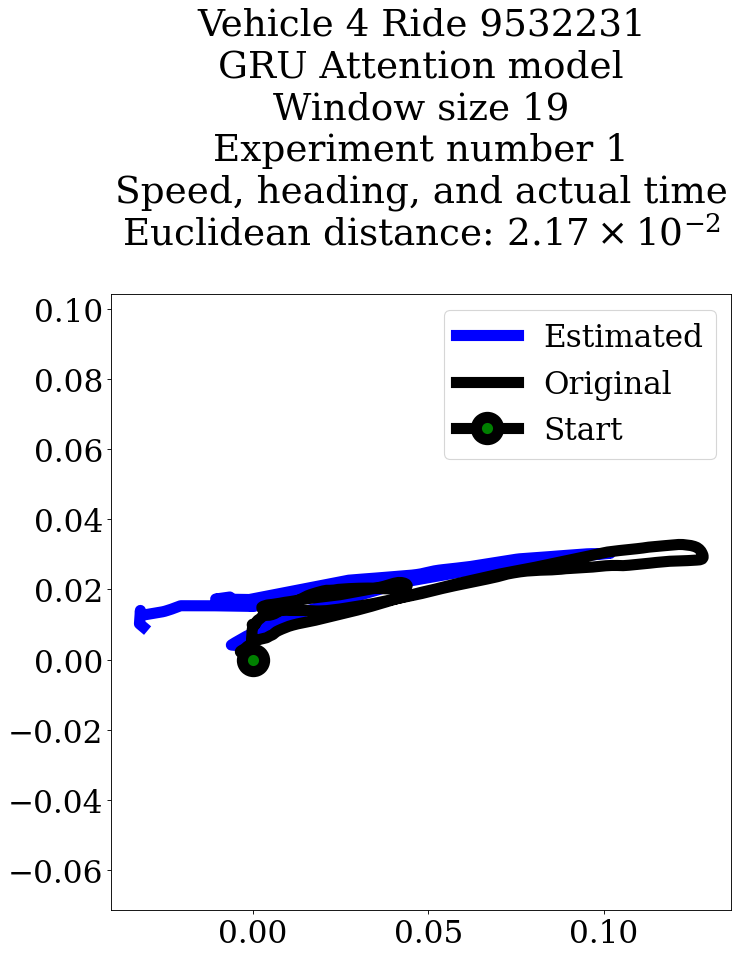 Vehicle 4 Ride 9532231
GRU Attention model
Window size 19
Experiment number 1
Speed, heading, and actual time
Euclidean distance: 2.17 × 10⁻²
Estimated
Original
Start
0.10
0.08
0.06
0.04
0.02
0.00
−0.02
−0.04
−0.06
0.00 0.05 0.10